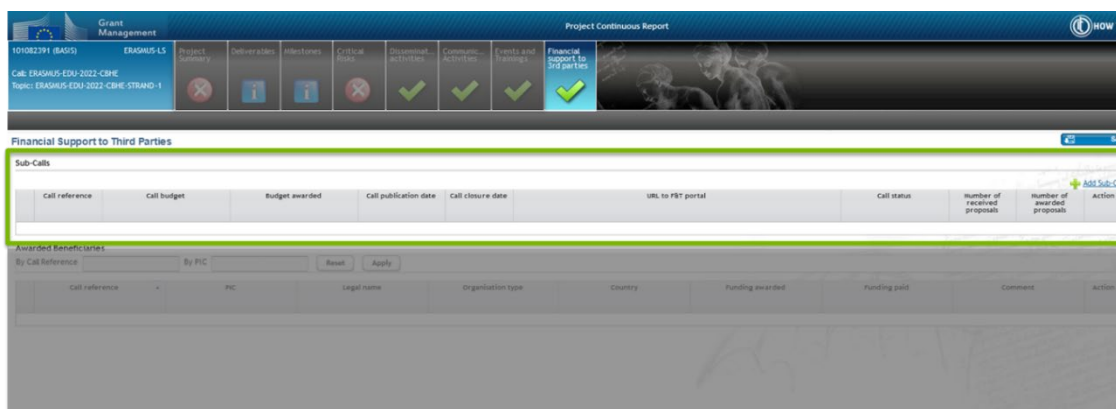 Grant
Management
Project Continuous Report
HOW
101082391 (BASIS) ERASMUS-LS
Call: ERASMUS-EDU-2022-CBHE
Topic: ERASMUS-EDU-2022-CBHE-STRAND-1
Project
Summary
Deliverables
Milestones
Critical
Risks
Disseminat...
activities
Communic...
Activities
Events and
Trainings
Financial
support to
3rd parties
Financial Support to Third Parties
Sub-Calls
Add Sub-C
Call reference Call budget Budget awarded Call publication date Call closure date URL to F&T portal Call status Number of received proposals Number of awarded proposals Action
Awarded Beneficiaries
By Call Reference By PIC Reset Apply
Call reference PIC Legal name Organisation type Country Funding awarded Funding paid Comment Action